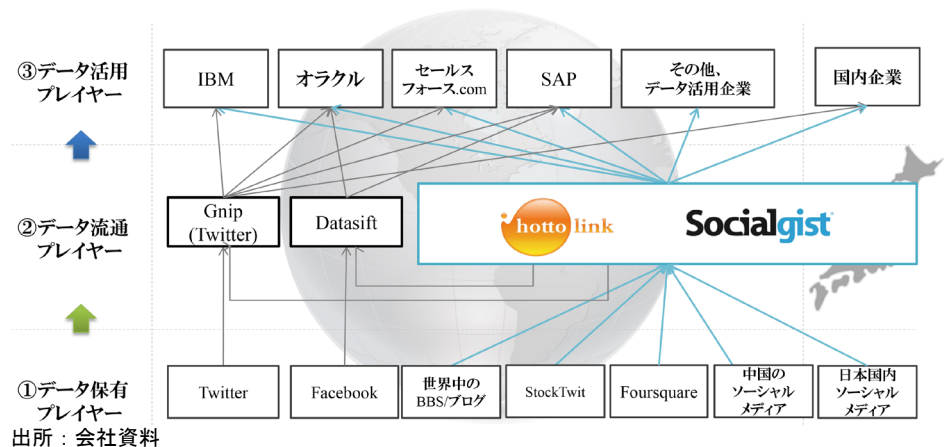 ③データ活用
プレイヤー
IBM
オラクル
セールス
フォース.com
SAP
その他、
データ活用企業
国内企業
②データ流通
プレイヤー
Gnip
(Twitter)
Datasift
hotto link
Socialgist
①データ保有
プレイヤー
Twitter
Facebook
世界中の
BBS/ブログ
StockTwit
Foursquare
中国の
ソーシャル
メディア
日本国内
ソーシャル
メディア
出所：会社資料